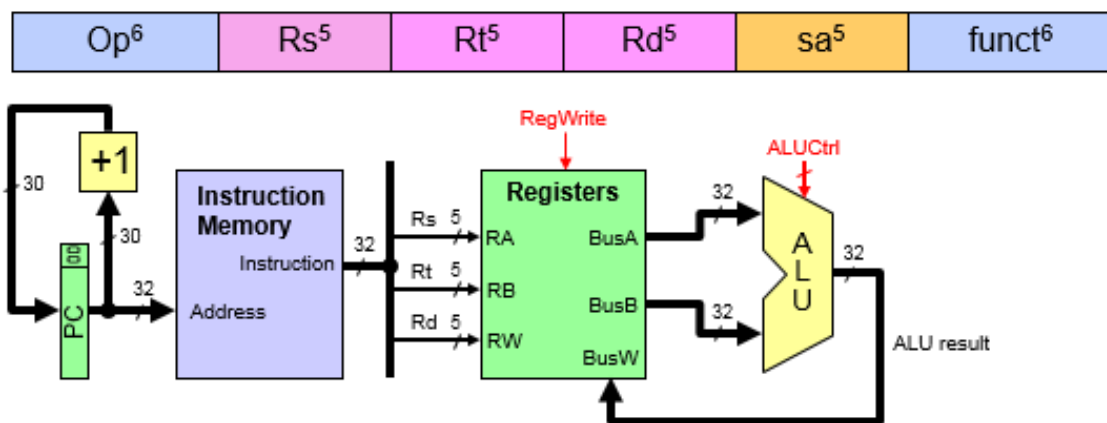 Op⁶ Rs⁵ Rt⁵ Rd⁵ sa⁵ funct⁶
RegWrite
ALUCtrl
+1
30
30
00
PC
32
Instruction
Memory
Instruction
Address
32
Rs 5
Rt 5
Rd 5
Registers
RA
RB
RW
BusA
BusB
BusW
32
32
ALU
32
ALU result